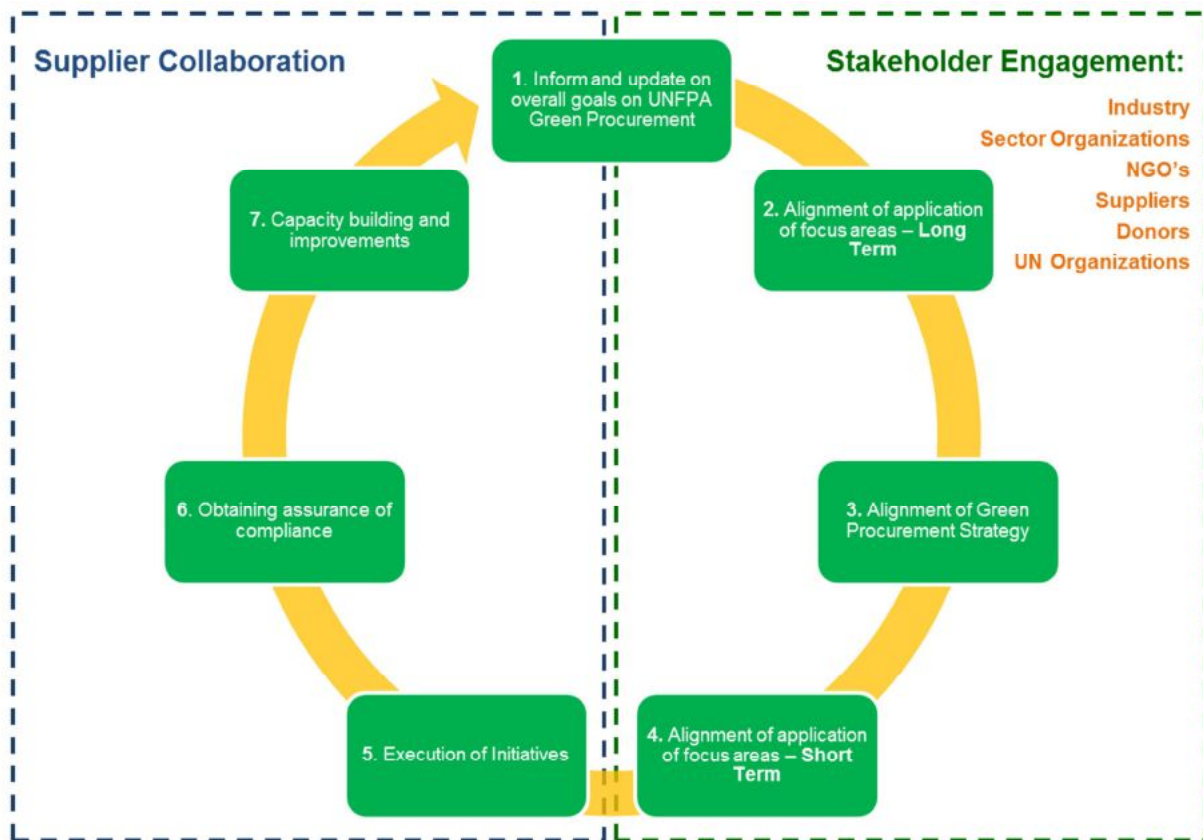 Supplier Collaboration
Stakeholder Engagement:
Industry
Sector Organizations
NGO's
Suppliers
Donors
UN Organizations
1. Inform and update on
overall goals on UNFPA
Green Procurement
2. Alignment of application
of focus areas – Long
Term
3. Alignment of Green
Procurement Strategy
4. Alignment of application
of focus areas – Short
Term
5. Execution of Initiatives
6. Obtaining assurance of
compliance
7. Capacity building and
improvements